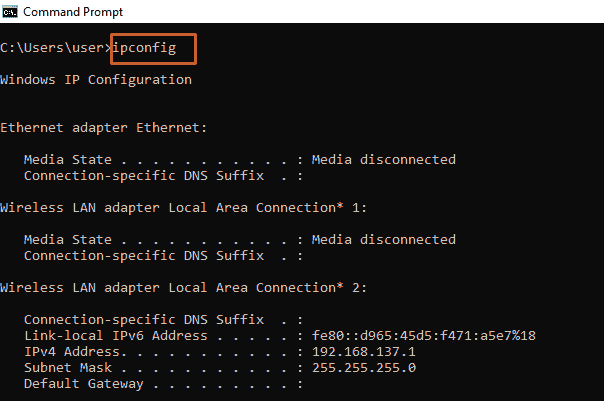 Command Prompt
C:\Users\user>ipconfig
Windows IP Configuration
Ethernet adapter Ethernet:
Media State . . . . . . . . . . . : Media disconnected
Connection-specific DNS Suffix  . :
Wireless LAN adapter Local Area Connection* 1:
Media State . . . . . . . . . . . : Media disconnected
Connection-specific DNS Suffix  . :
Wireless LAN adapter Local Area Connection* 2:
Connection-specific DNS Suffix  . :
Link-local IPv6 Address . . . . . : fe80::d965:45d5:f471:a5e7%18
IPv4 Address. . . . . . . . . . . : 192.168.137.1
Subnet Mask . . . . . . . . . . . : 255.255.255.0
Default Gateway . . . . . . . . . :